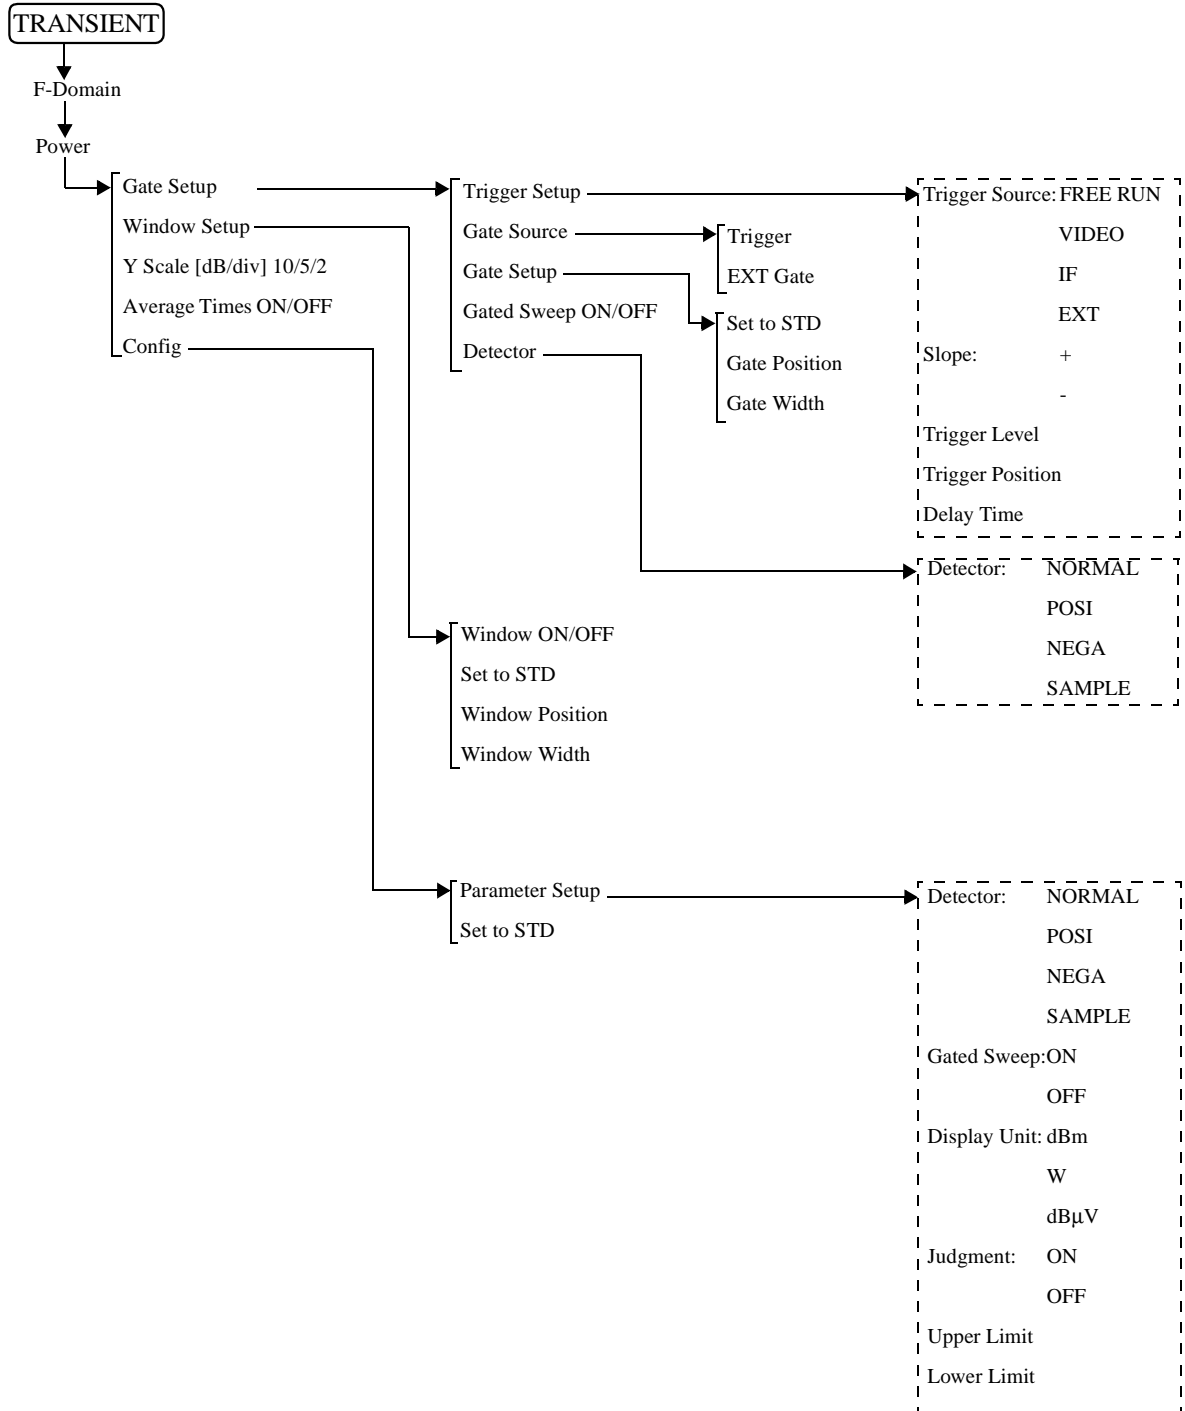 TRANSIENT
F-Domain
Power
Gate Setup
Window Setup
Y Scale [dB/div] 10/5/2
Average Times ON/OFF
Config
Trigger Setup
Gate Source
Gate Setup
Gated Sweep ON/OFF
Detector
Trigger
EXT Gate
Set to STD
Gate Position
Gate Width
Trigger Source: FREE RUN
VIDEO
IF
EXT
Slope: +
-
Trigger Level
Trigger Position
Delay Time
Detector: NORMAL
POSI
NEGA
SAMPLE
Window ON/OFF
Set to STD
Window Position
Window Width
Parameter Setup
Set to STD
Detector: NORMAL
POSI
NEGA
SAMPLE
Gated Sweep: ON
OFF
Display Unit: dBm
W
dBµV
Judgment: ON
OFF
Upper Limit
Lower Limit